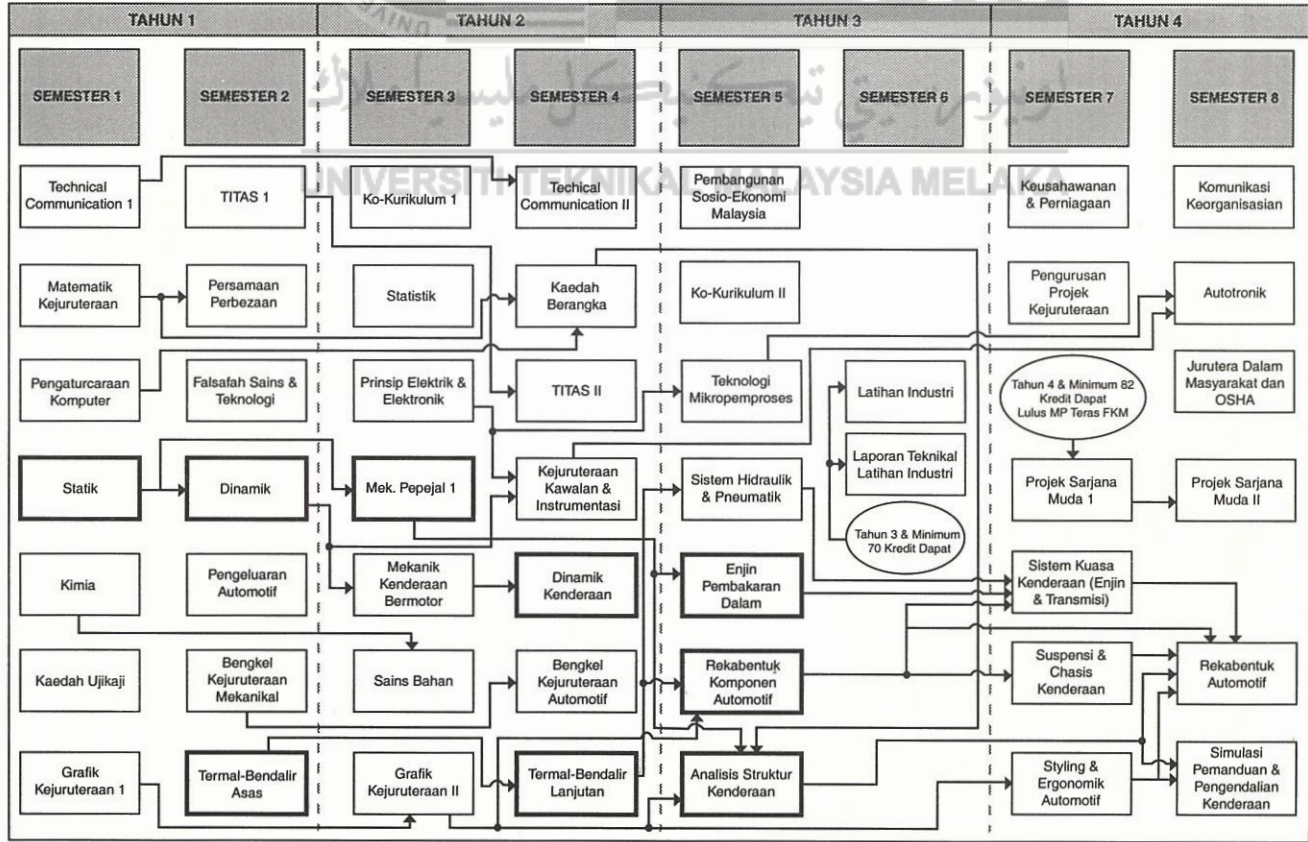 TAHUN 1
TAHUN 2
TAHUN 3
TAHUN 4
SEMESTER 1
SEMESTER 2
SEMESTER 3
SEMESTER 4
SEMESTER 5
SEMESTER 6
SEMESTER 7
SEMESTER 8
اونيورسيتي تيكنيكل مليسيا ملاك
UNIVERSITI TEKNIKAL MALAYSIA MELAKA
Technical
Communication 1
TITAS 1
Ko-Kurikulum 1
Techical
Communication II
Pembangunan
Sosio-Ekonomi
Malaysia
Keusahawanan
& Perniagaan
Komunikasi
Keorganisasian
Matematik
Kejuruteraan
Persamaan
Perbezaan
Statistik
Kaedah
Berangka
Ko-Kurikulum II
Pengurusan
Projek
Kejuruteraan
Autotronik
Pengaturcaraan
Komputer
Falsafah Sains &
Teknologi
Prinsip Elektrik &
Elektronik
TITAS II
Teknologi
Mikropemproses
Latihan Industri
Tahun 4 & Minimum 82
Kredit Dapat
Lulus MP Teras FKM
Jurutera Dalam
Masyarakat dan
OSHA
Statik
Dinamik
Mek. Pepejal 1
Kejuruteraan
Kawalan &
Instrumentasi
Sistem Hidraulik
& Pneumatik
Laporan Teknikal
Latihan Industri
Projek Sarjana
Muda 1
Projek Sarjana
Muda II
Tahun 3 & Minimum
70 Kredit Dapat
Kimia
Pengeluaran
Automotif
Mekanik
Kenderaan
Bermotor
Dinamik
Kenderaan
Enjin
Pembakaran
Dalam
Sistem Kuasa
Kenderaan (Enjin
& Transmisi)
Kaedah Ujikaji
Bengkel
Kejuruteraan
Mekanikal
Sains Bahan
Bengkel
Kejuruteraan
Automotif
Rekabentuk
Komponen
Automotif
Suspensi &
Chasis
Kenderaan
Rekabentuk
Automotif
Grafik
Kejuruteraan 1
Termal-Bendalir
Asas
Grafik
Kejuruteraan II
Termal-Bendalir
Lanjutan
Analisis Struktur
Kenderaan
Styling &
Ergonomik
Automotif
Simulasi
Pemanduan &
Pengendalian
Kenderaan